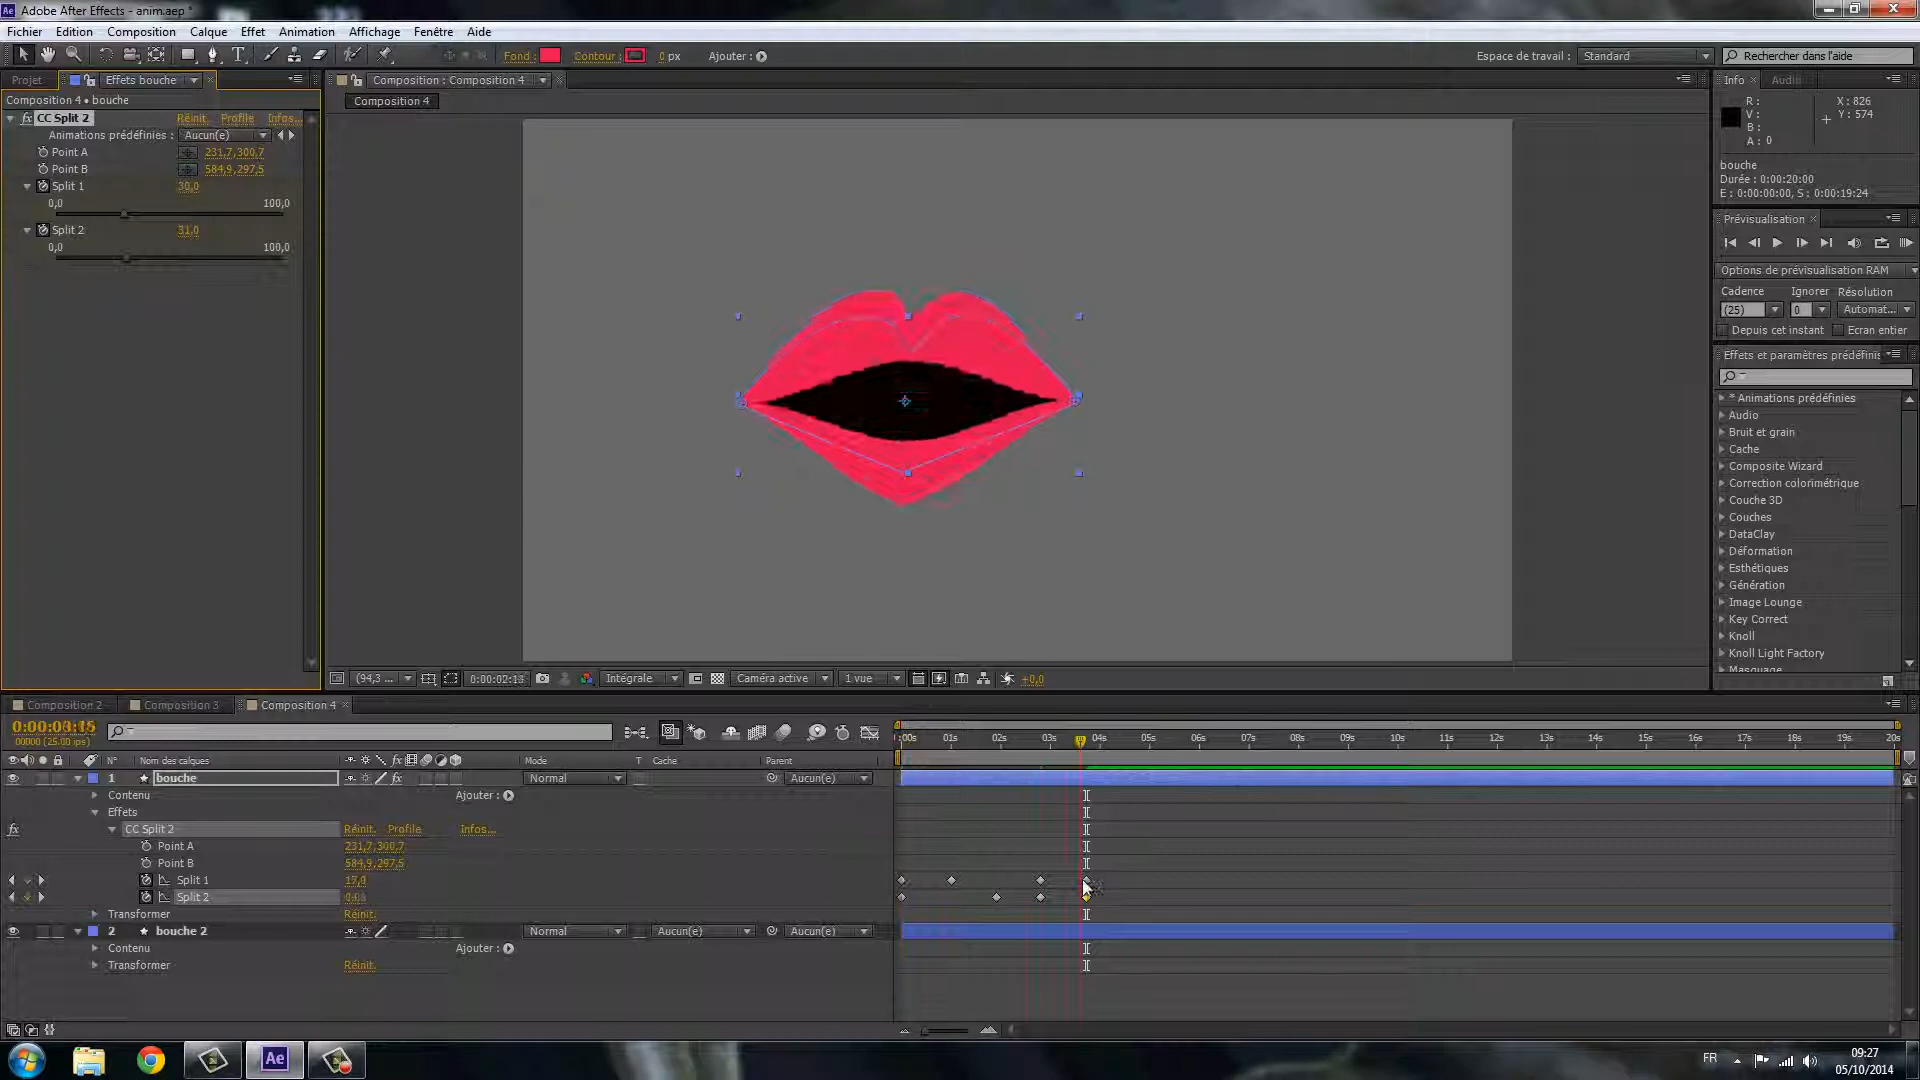 Adobe After Effects - anim.aep *
Fichier Edition Composition Calque Effet Animation Affichage Fenêtre Aide
Fond : Contour : 0 px Ajouter : Espace de travail : Standard Rechercher dans l'aide
Projet Effets bouche Composition : Composition 4 Info Audio
Composition 4 • bouche Composition 4
CC Split 2 Réinit. Profile Infos...
Animations prédéfinies : Aucun(e)
Point A 231,7,300,7
Point B 584,9,297,5
Split 1 30,0
0,0 100,0
Split 2 31,0
0,0 100,0
R : X : 826
V : Y : 574
B :
A : 0
bouche
Durée : 0:00:20:00
E : 0:00:00:00, S : 0:00:19:24
Prévisualisation
Options de prévisualisation RAM
Cadence Ignorer Résolution
(25) 0 Automat...
Depuis cet instant Ecran entier
Effets et paramètres prédéfinis
* Animations prédéfinies
Audio
Bruit et grain
Cache
Composite Wizard
Correction colorimétrique
Couche 3D
Couches
DataClay
Déformation
Esthétiques
Génération
Image Lounge
Key Correct
Knoll
Knoll Light Factory
Masquage
(94,3 ... 0:00:02:13 Intégrale Caméra active 1 vue +0,0
Composition 2 Composition 3 Composition 4
00000 (25.00 ips)
:00s 01s 02s 03s 04s 05s 06s 07s 08s 09s 10s 11s 12s 13s 14s 15s 16s 17s 18s 19s 20s
N° Nom des calques Mode T Cache Parent
1 bouche Normal Aucun(e)
Contenu Ajouter :
Effets
CC Split 2 Réinit. Profile Infos...
Point A 231,7,300,7
Point B 584,9,297,5
Split 1 17,0
Split 2
Transformer Réinit.
2 bouche 2 Normal Aucun(e) Aucun(e)
Contenu Ajouter :
Transformer Réinit.
Ae FR 09:27
05/10/2014